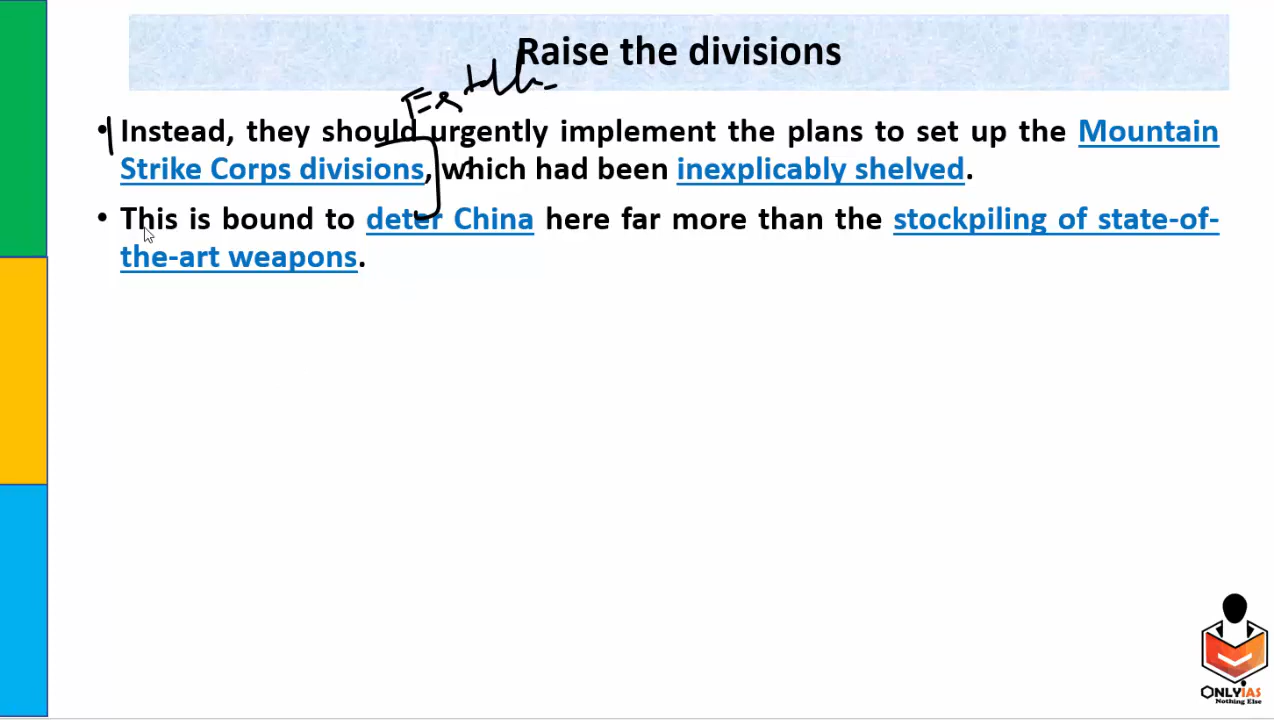 Raise the divisions
• Instead, they should urgently implement the plans to set up the Mountain
Strike Corps divisions, which had been inexplicably shelved.
• This is bound to deter China here far more than the stockpiling of state-of-
the-art weapons.
ONLYIAS
Nothing Else